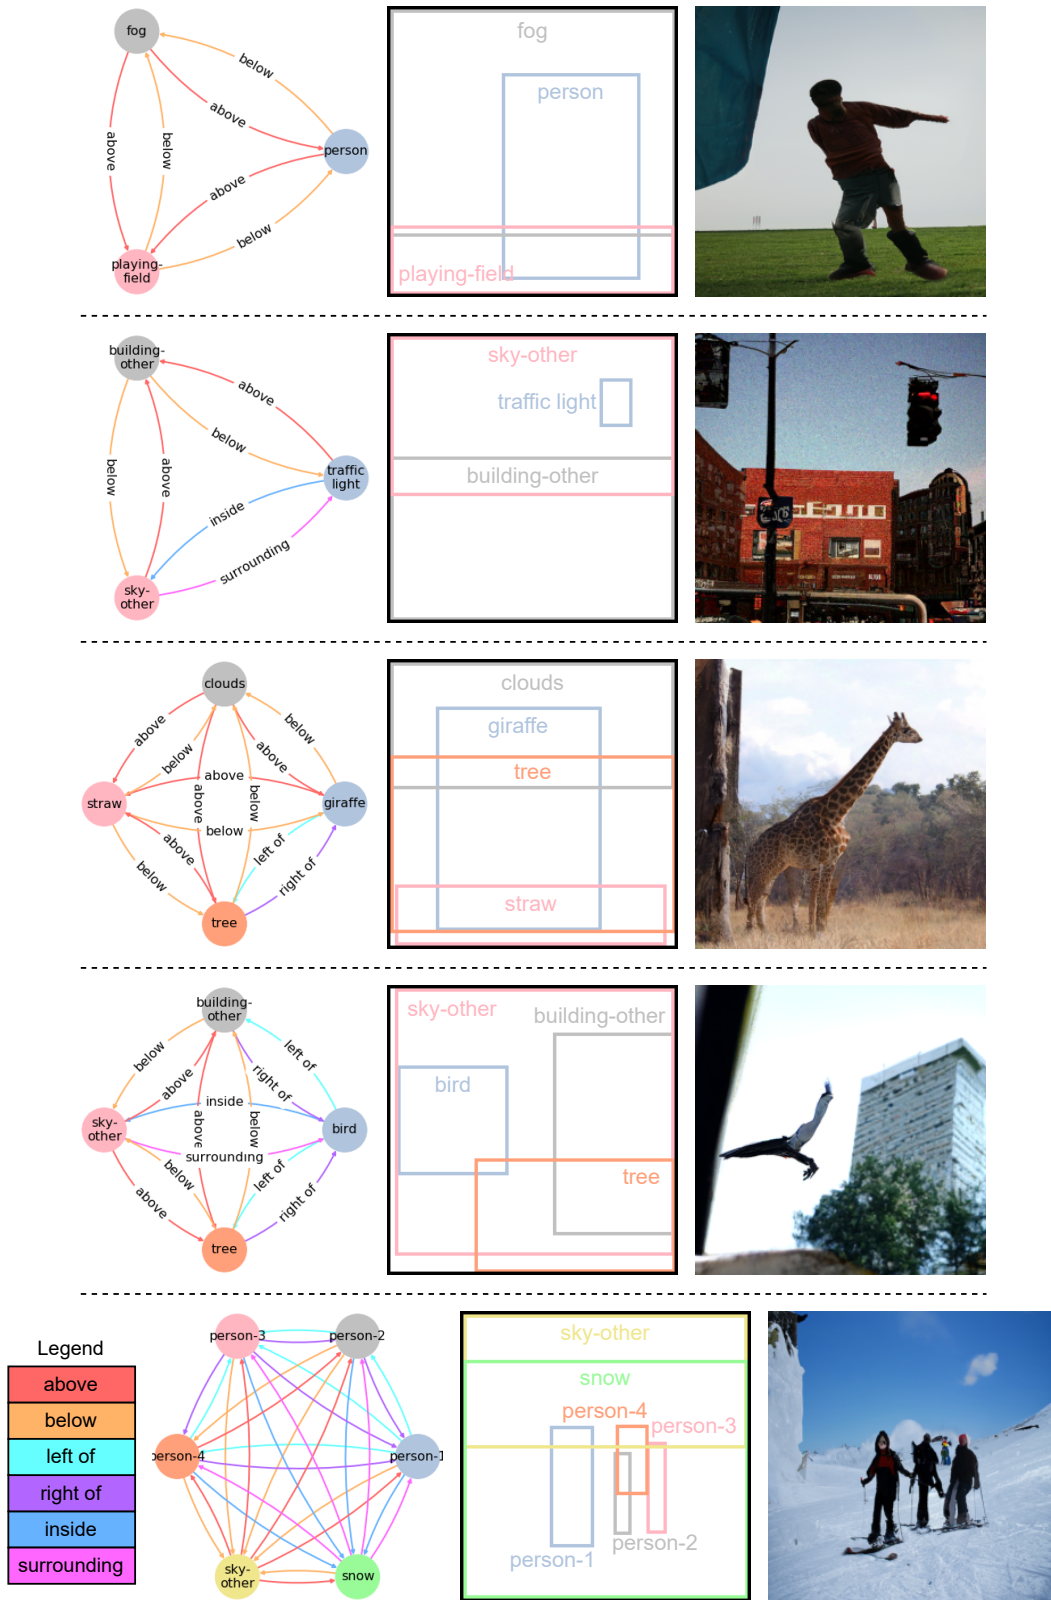 fog
below
above
above
below
person
above
below
playing-
field
fog
person
playing-field
building-
other
above
below
below
above
traffic
light
inside
surrounding
sky-
other
sky-other
traffic light
building-other
clouds
above
below
above
below
straw
above
above
below
giraffe
below
above
left of
below
right of
tree
clouds
giraffe
tree
straw
building-
other
below
above
right of
left of
inside
sky-
other
above
below
bird
surrounding
below
left of
above
right of
tree
sky-other
building-other
bird
tree
Legend
above
below
left of
right of
inside
surrounding
person-3
person-2
person-4
person-1
sky-
other
snow
sky-other
snow
person-4
person-3
person-2
person-1